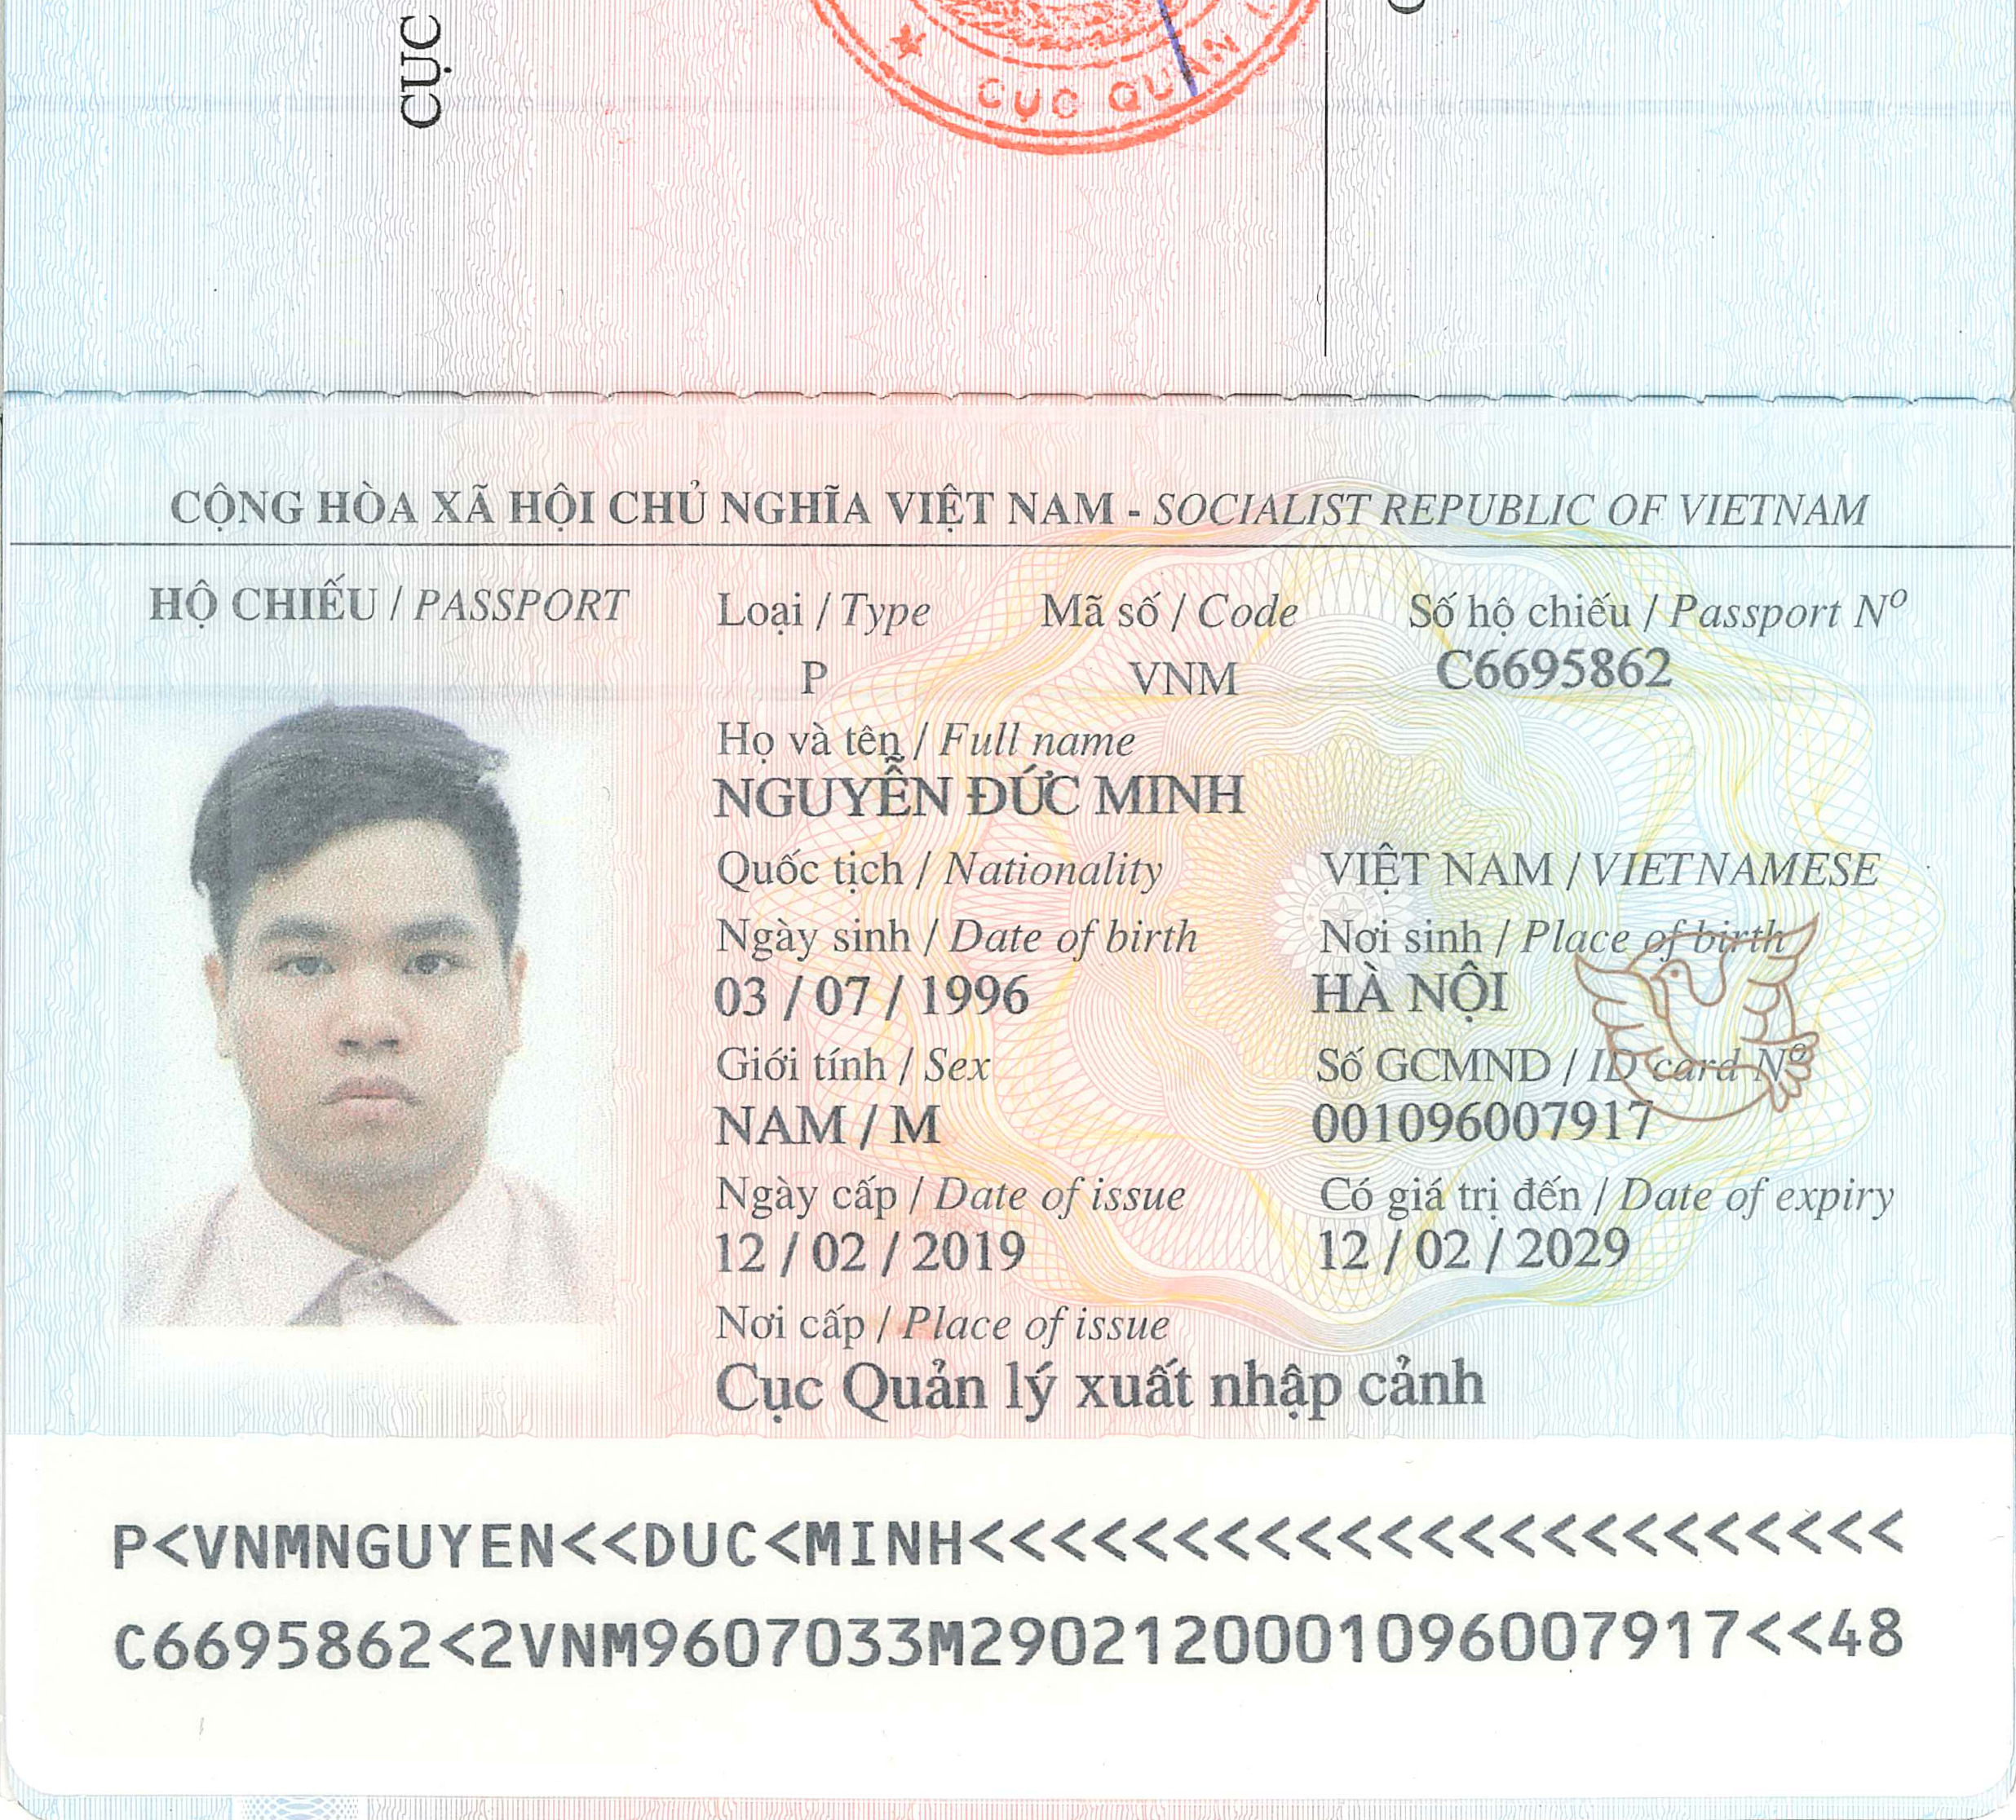 CỤC
CỤC QUẢN
CỘNG HÒA XÃ HỘI CHỦ NGHĨA VIỆT NAM - SOCIALIST REPUBLIC OF VIETNAM
HỘ CHIẾU / PASSPORT
Loại / Type Mã số / Code Số hộ chiếu / Passport Nº
P VNM C6695862
Họ và tên / Full name
NGUYỄN ĐỨC MINH
Quốc tịch / Nationality VIỆT NAM / VIETNAMESE
Ngày sinh / Date of birth Nơi sinh / Place of birth
03 / 07 / 1996 HÀ NỘI
Giới tính / Sex Số GCMND / ID card Nº
NAM / M 001096007917
Ngày cấp / Date of issue Có giá trị đến / Date of expiry
12 / 02 / 2019 12 / 02 / 2029
Nơi cấp / Place of issue
Cục Quản lý xuất nhập cảnh
P<VNMNGUYEN<<DUC<MINH<<<<<<<<<<<<<<<<<<<<<<<
C6695862<2VNM9607033M2902120001096007917<<48